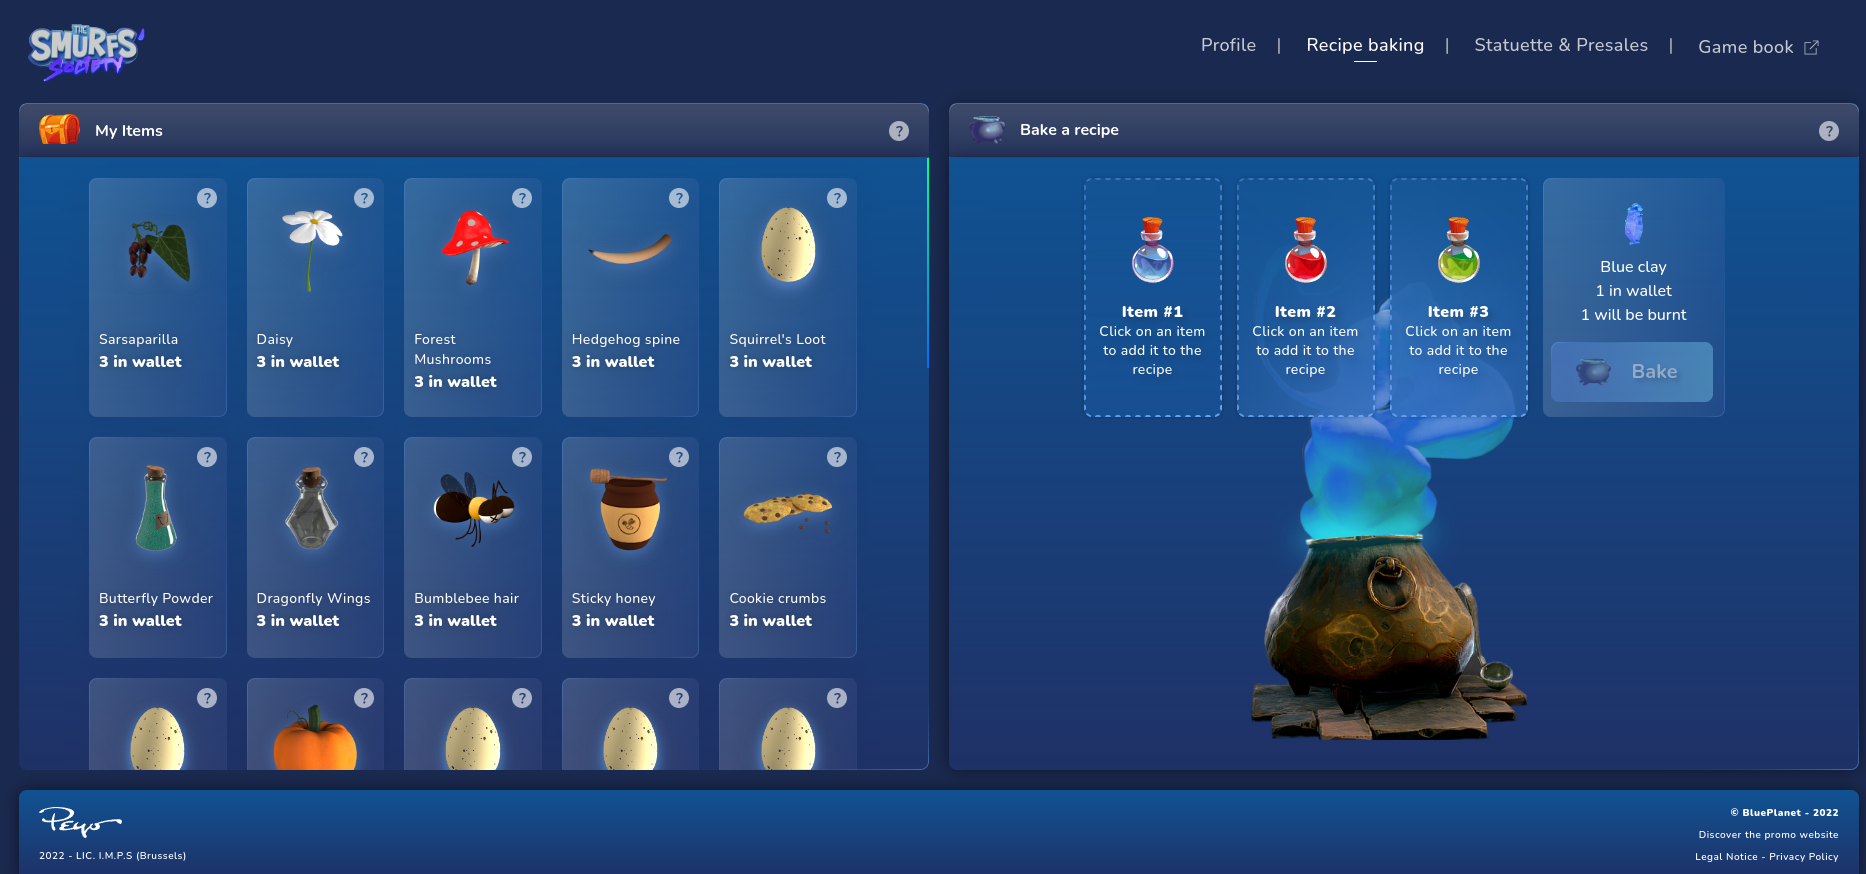 THE
SMURFS'
SOCIETY
Profile | Recipe baking | Statuette & Presales | Game book
My Items
?
Bake a recipe
?
?
?
?
?
?
Sarsaparilla
3 in wallet
Daisy
3 in wallet
Forest
Mushrooms
3 in wallet
Hedgehog spine
3 in wallet
Squirrel's Loot
3 in wallet
?
?
?
?
?
Butterfly Powder
3 in wallet
Dragonfly Wings
3 in wallet
Bumblebee hair
3 in wallet
Sticky honey
3 in wallet
Cookie crumbs
3 in wallet
?
?
?
?
?
Item #1
Click on an item
to add it to the
recipe
Item #2
Click on an item
to add it to the
recipe
Item #3
Click on an item
to add it to the
recipe
Blue clay
1 in wallet
1 will be burnt
Bake
Peyo
2022 - LIC. I.M.P.S (Brussels)
© BluePlanet - 2022
Discover the promo website
Legal Notice - Privacy Policy